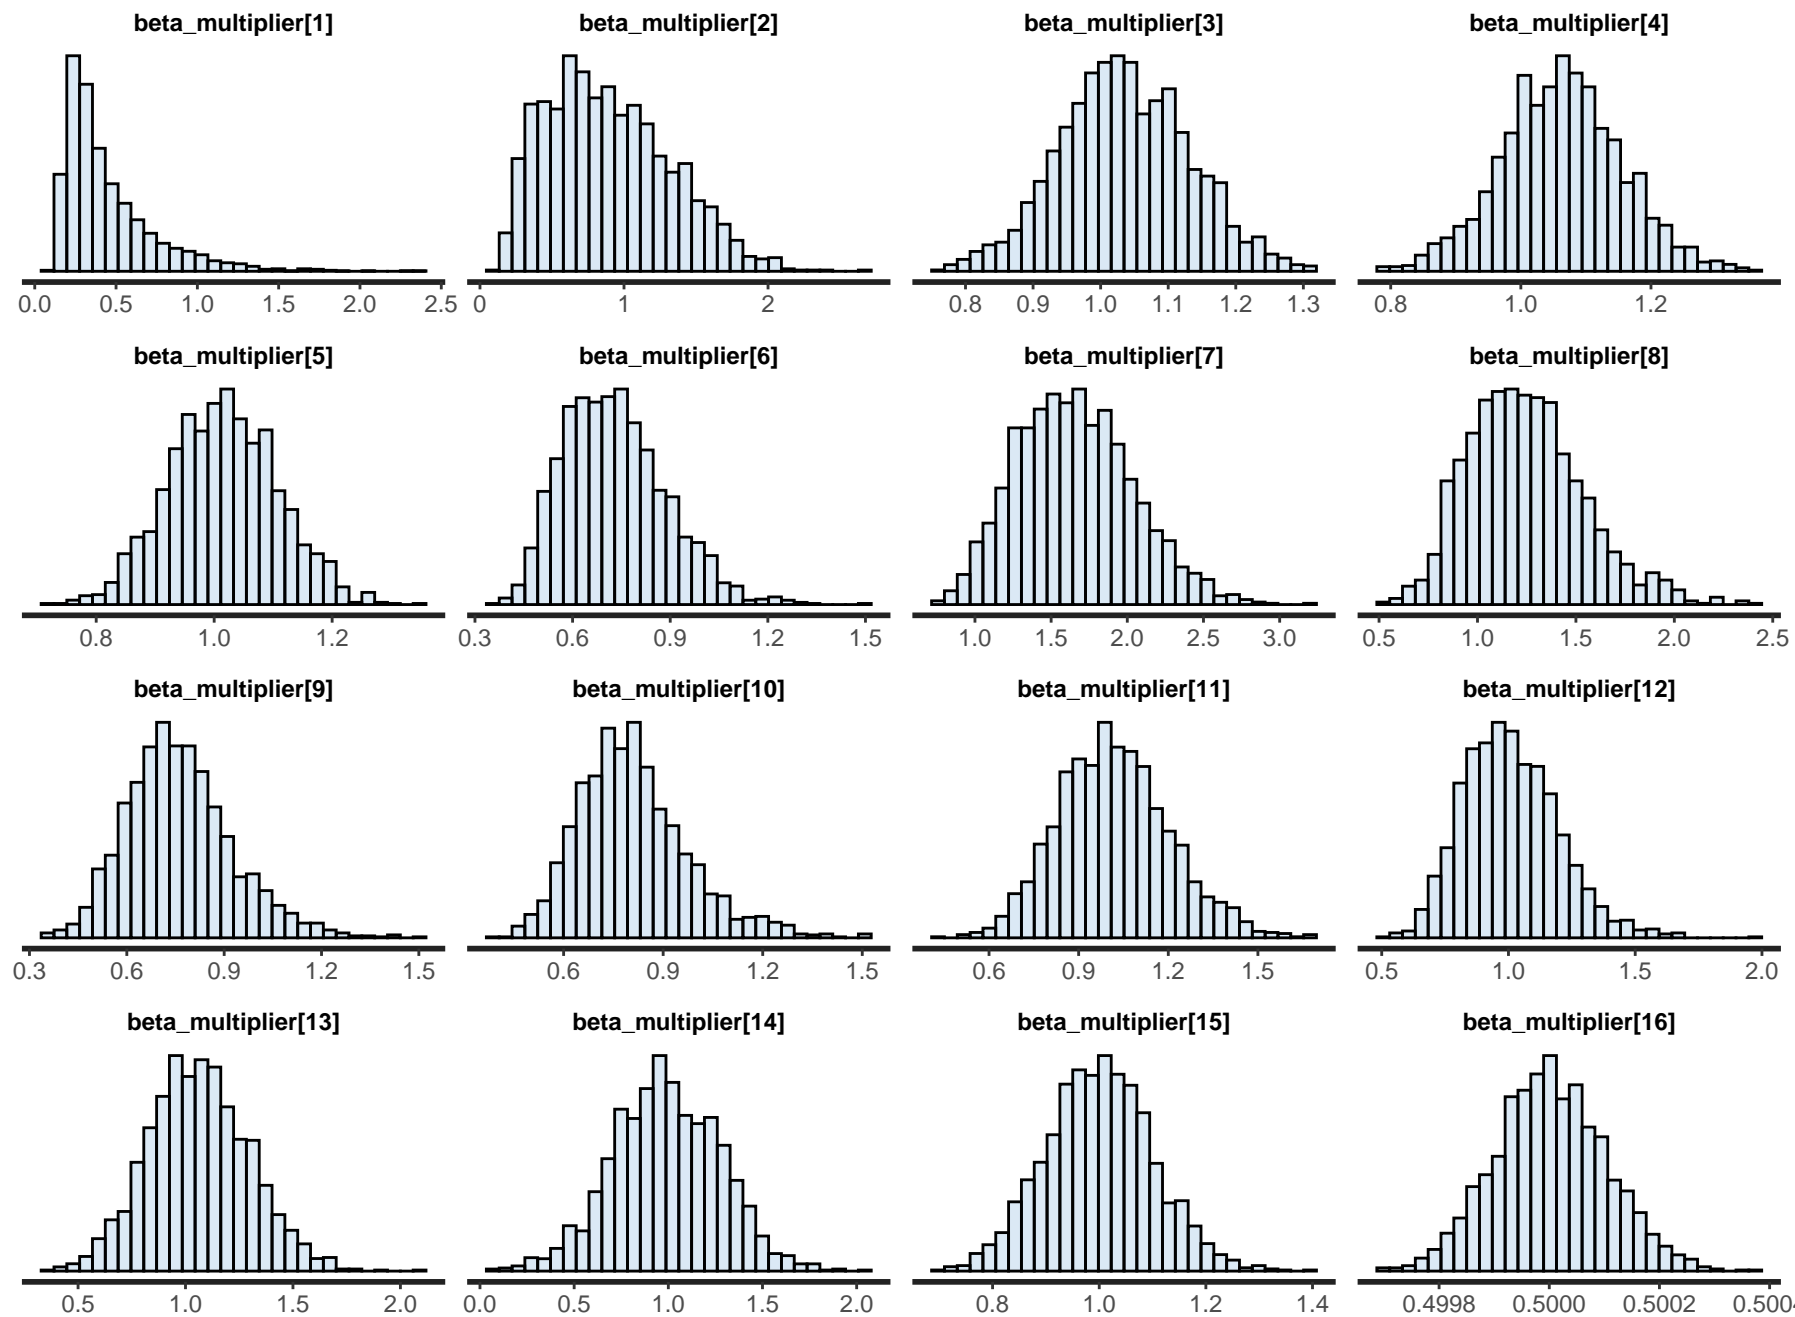 beta_multiplier[1] beta_multiplier[2] beta_multiplier[3] beta_multiplier[4]
0.0 0.5 1.0 1.5 2.0 2.5 0 1 2 0.8 0.9 1.0 1.1 1.2 1.3 0.8 1.0 1.2
beta_multiplier[5] beta_multiplier[6] beta_multiplier[7] beta_multiplier[8]
0.8 1.0 1.2 0.3 0.6 0.9 1.2 1.5 1.0 1.5 2.0 2.5 3.0 0.5 1.0 1.5 2.0 2.5
beta_multiplier[9] beta_multiplier[10] beta_multiplier[11] beta_multiplier[12]
0.3 0.6 0.9 1.2 1.5 0.6 0.9 1.2 1.5 0.6 0.9 1.2 1.5 0.5 1.0 1.5 2.0
beta_multiplier[13] beta_multiplier[14] beta_multiplier[15] beta_multiplier[16]
0.5 1.0 1.5 2.0 0.0 0.5 1.0 1.5 2.0 0.8 1.0 1.2 1.4 0.4998 0.5000 0.5002